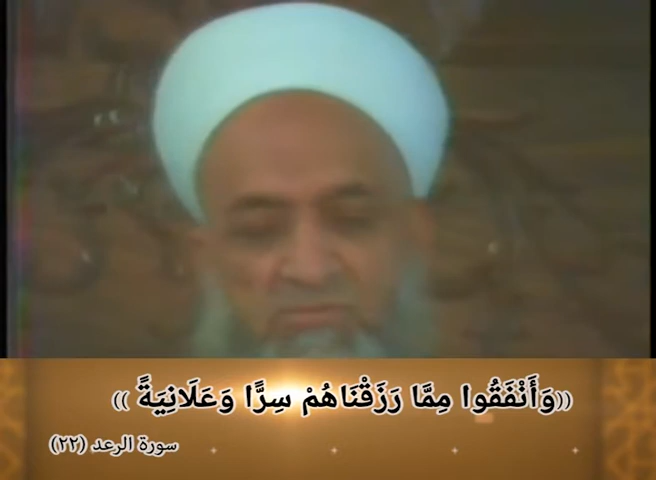 ((وَأَنْفَقُوا مِمَّا رَزَقْنَاهُمْ سِرًّا وَعَلَانِيَةً ))
سورة الرعد (٢٢)